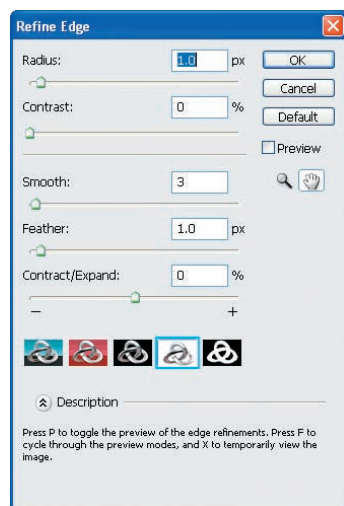 Refine Edge
Radius: 1.0 px
OK
Cancel
Contrast: 0 %
Default
Preview
Smooth: 3
Feather: 1.0 px
Contract/Expand: 0 %
− +
Description
Press P to toggle the preview of the edge refinements. Press F to
cycle through the preview modes, and X to temporarily view the
image.